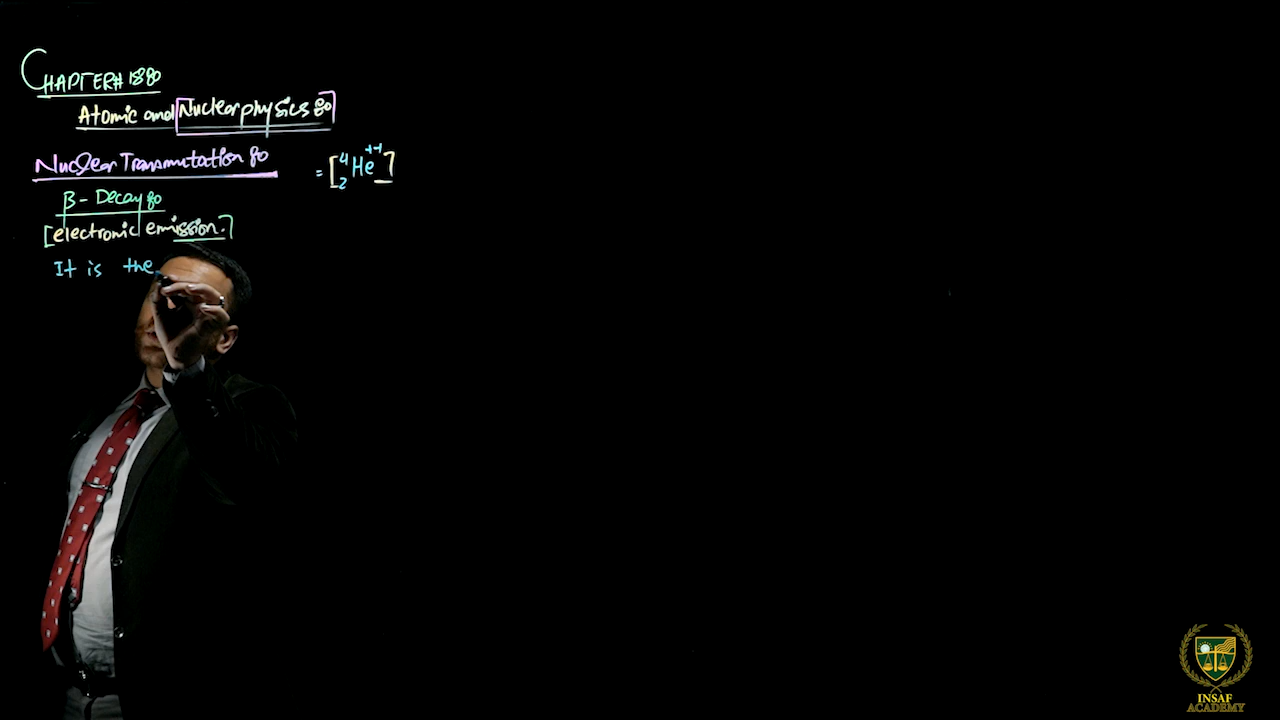 CHAPTER# 18:
Atomic and Nuclear physics:
Nuclear Transmutation:
= [⁴₂He⁺⁺]
β - Decay:
[electronic emission.]
It is the
INSAF
ACADEMY